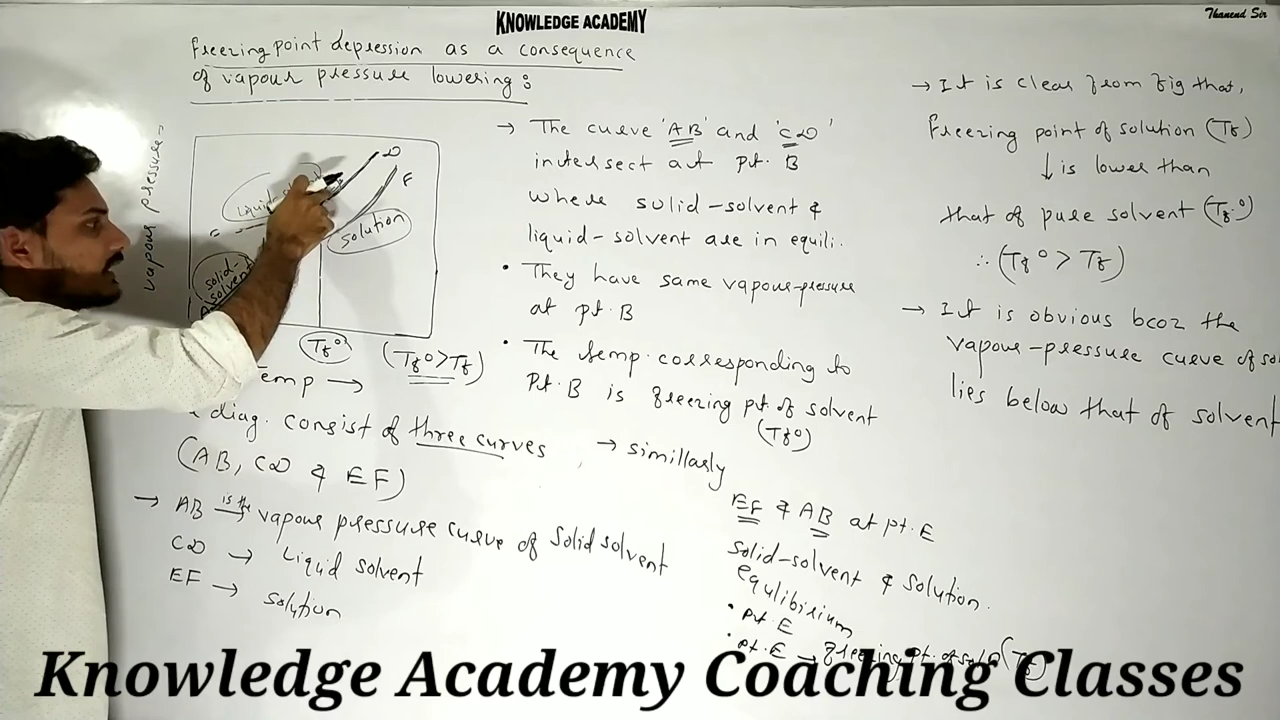 KNOWLEDGE ACADEMY
Thanend Sir
Freezing point depression as a consequence
of vapour pressure lowering:
vapour pressure
D
F
Liquid
solution
solid-
solvent
A
Tf°
(Tf° > Tf)
Temp →
diag. consist of three curves
(AB, CD & EF)
→ AB is the → vapour pressure curve of solid solvent
CD → Liquid solvent
EF → solution
→ The curve 'AB' and 'CD'
intersect at pt. B
where solid-solvent &
liquid-solvent are in equili.
• They have same vapour-pressure
at pt. B
• The temp. corresponding to
Pt. B is freezing pt. of solvent
(Tf°)
→ simillarly
EF & AB at pt. E
Solid-solvent & solution
equlibirium
• Pt. E
• pt. E → freezing pt. of soln (Tf)
→ It is clear from fig that,
freezing point of solution (Tf)
↓ is lower than
that of pure solvent (Tf°)
∴ (Tf° > Tf)
→ It is obvious bcoz the
vapour-pressure curve of so
lies below that of solvent
Knowledge Academy Coaching Classes